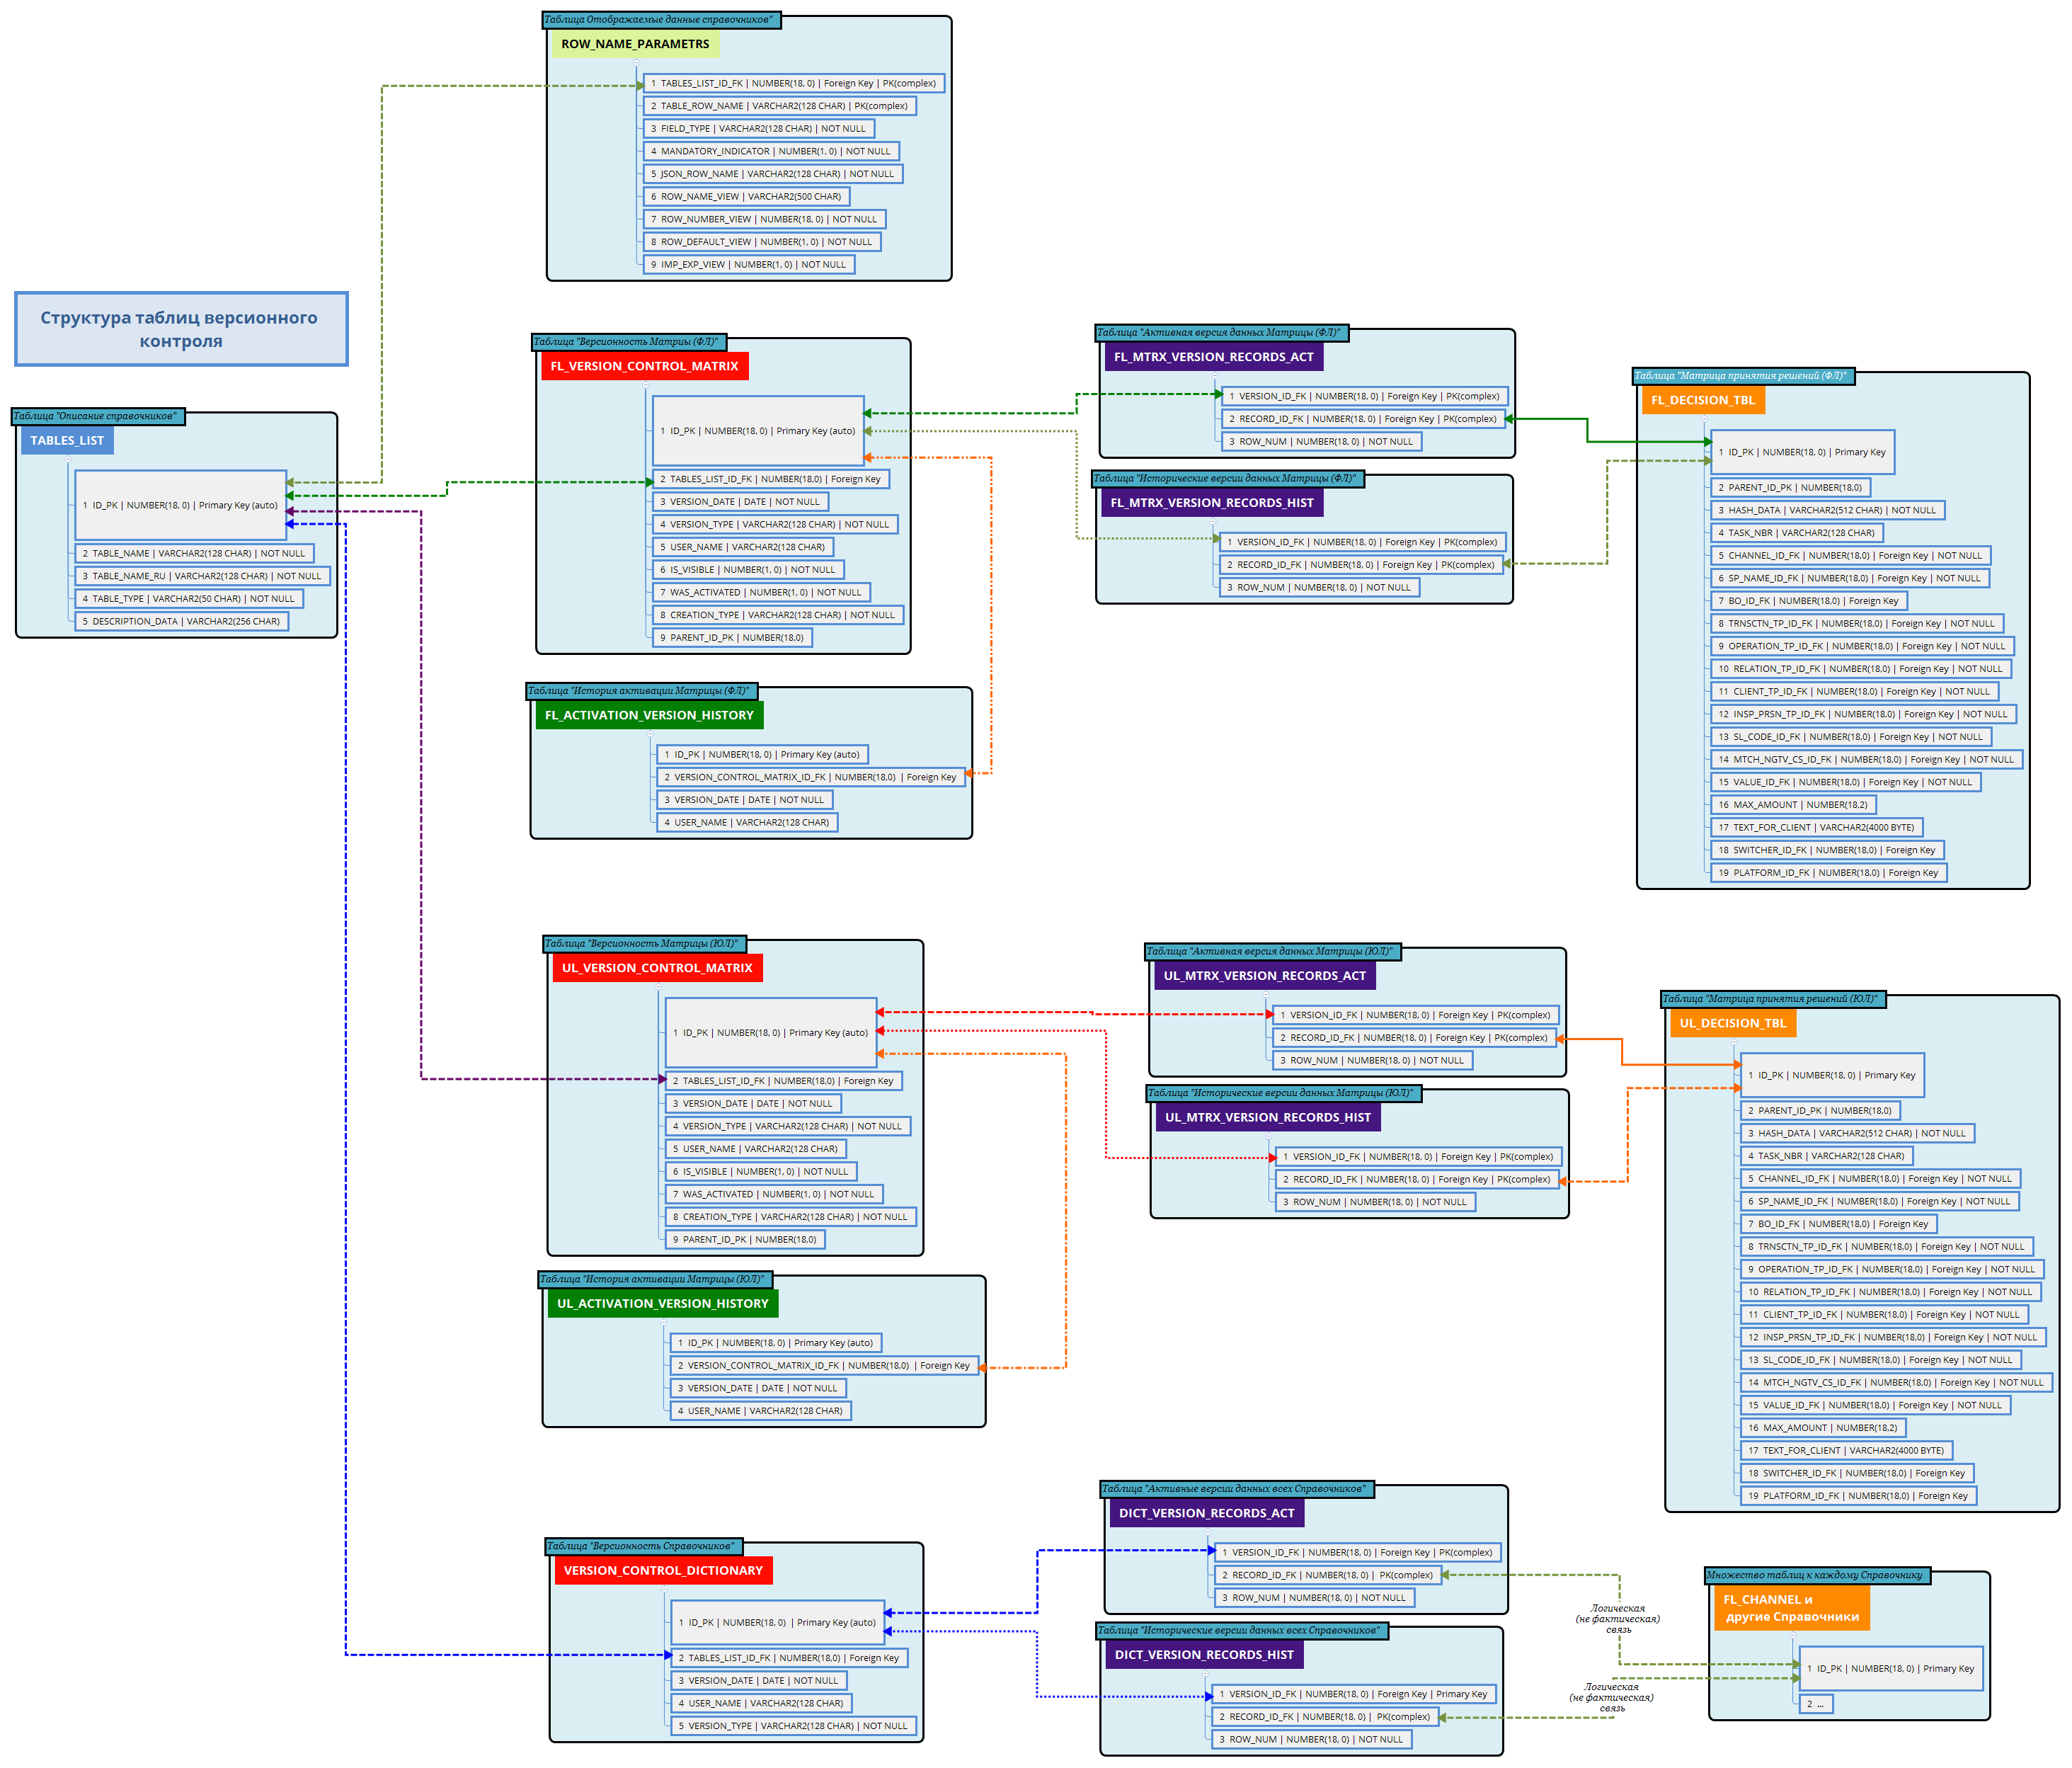 Структура таблиц версионного
контроля
Таблица "Описание справочников"
TABLES_LIST
1 ID_PK | NUMBER(18, 0) | Primary Key (auto)
2 TABLE_NAME | VARCHAR2(128 CHAR) | NOT NULL
3 TABLE_NAME_RU | VARCHAR2(128 CHAR) | NOT NULL
4 TABLE_TYPE | VARCHAR2(50 CHAR) | NOT NULL
5 DESCRIPTION_DATA | VARCHAR2(256 CHAR)
Таблица Отображаемые данные справочников"
ROW_NAME_PARAMETRS
1 TABLES_LIST_ID_FK | NUMBER(18, 0) | Foreign Key | PK(complex)
2 TABLE_ROW_NAME | VARCHAR2(128 CHAR) | PK(complex)
3 FIELD_TYPE | VARCHAR2(128 CHAR) | NOT NULL
4 MANDATORY_INDICATOR | NUMBER(1, 0) | NOT NULL
5 JSON_ROW_NAME | VARCHAR2(128 CHAR) | NOT NULL
6 ROW_NAME_VIEW | VARCHAR2(500 CHAR)
7 ROW_NUMBER_VIEW | NUMBER(18, 0) | NOT NULL
8 ROW_DEFAULT_VIEW | NUMBER(1, 0) | NOT NULL
9 IMP_EXP_VIEW | NUMBER(1, 0) | NOT NULL
Таблица "Версионность Матриы (ФЛ)"
FL_VERSION_CONTROL_MATRIX
1 ID_PK | NUMBER(18, 0) | Primary Key (auto)
2 TABLES_LIST_ID_FK | NUMBER(18,0) | Foreign Key
3 VERSION_DATE | DATE | NOT NULL
4 VERSION_TYPE | VARCHAR2(128 CHAR) | NOT NULL
5 USER_NAME | VARCHAR2(128 CHAR)
6 IS_VISIBLE | NUMBER(1, 0) | NOT NULL
7 WAS_ACTIVATED | NUMBER(1, 0) | NOT NULL
8 CREATION_TYPE | VARCHAR2(128 CHAR) | NOT NULL
9 PARENT_ID_PK | NUMBER(18,0)
Таблица "История активации Матрицы (ФЛ)"
FL_ACTIVATION_VERSION_HISTORY
1 ID_PK | NUMBER(18, 0) | Primary Key (auto)
2 VERSION_CONTROL_MATRIX_ID_FK | NUMBER(18,0) | Foreign Key
3 VERSION_DATE | DATE | NOT NULL
4 USER_NAME | VARCHAR2(128 CHAR)
Таблица "Активная версия данных Матрицы (ФЛ)"
FL_MTRX_VERSION_RECORDS_ACT
1 VERSION_ID_FK | NUMBER(18, 0) | Foreign Key | PK(complex)
2 RECORD_ID_FK | NUMBER(18, 0) | Foreign Key | PK(complex)
3 ROW_NUM | NUMBER(18, 0) | NOT NULL
Таблица "Исторические версии данных Матрицы (ФЛ)"
FL_MTRX_VERSION_RECORDS_HIST
1 VERSION_ID_FK | NUMBER(18, 0) | Foreign Key | PK(complex)
2 RECORD_ID_FK | NUMBER(18, 0) | Foreign Key | PK(complex)
3 ROW_NUM | NUMBER(18, 0) | NOT NULL
Таблица "Матрица принятия решений (ФЛ)"
FL_DECISION_TBL
1 ID_PK | NUMBER(18, 0) | Primary Key
2 PARENT_ID_PK | NUMBER(18,0)
3 HASH_DATA | VARCHAR2(512 CHAR) | NOT NULL
4 TASK_NBR | VARCHAR2(128 CHAR)
5 CHANNEL_ID_FK | NUMBER(18,0) | Foreign Key | NOT NULL
6 SP_NAME_ID_FK | NUMBER(18,0) | Foreign Key | NOT NULL
7 BO_ID_FK | NUMBER(18,0) | Foreign Key
8 TRNSCTN_TP_ID_FK | NUMBER(18,0) | Foreign Key | NOT NULL
9 OPERATION_TP_ID_FK | NUMBER(18,0) | Foreign Key | NOT NULL
10 RELATION_TP_ID_FK | NUMBER(18,0) | Foreign Key | NOT NULL
11 CLIENT_TP_ID_FK | NUMBER(18,0) | Foreign Key | NOT NULL
12 INSP_PRSN_TP_ID_FK | NUMBER(18,0) | Foreign Key | NOT NULL
13 SL_CODE_ID_FK | NUMBER(18,0) | Foreign Key | NOT NULL
14 MTCH_NGTV_CS_ID_FK | NUMBER(18,0) | Foreign Key | NOT NULL
15 VALUE_ID_FK | NUMBER(18,0) | Foreign Key | NOT NULL
16 MAX_AMOUNT | NUMBER(18,2)
17 TEXT_FOR_CLIENT | VARCHAR2(4000 BYTE)
18 SWITCHER_ID_FK | NUMBER(18,0) | Foreign Key
19 PLATFORM_ID_FK | NUMBER(18,0) | Foreign Key
Таблица "Версионность Матрицы (ЮЛ)"
UL_VERSION_CONTROL_MATRIX
1 ID_PK | NUMBER(18, 0) | Primary Key (auto)
2 TABLES_LIST_ID_FK | NUMBER(18,0) | Foreign Key
3 VERSION_DATE | DATE | NOT NULL
4 VERSION_TYPE | VARCHAR2(128 CHAR) | NOT NULL
5 USER_NAME | VARCHAR2(128 CHAR)
6 IS_VISIBLE | NUMBER(1, 0) | NOT NULL
7 WAS_ACTIVATED | NUMBER(1, 0) | NOT NULL
8 CREATION_TYPE | VARCHAR2(128 CHAR) | NOT NULL
9 PARENT_ID_PK | NUMBER(18,0)
Таблица "История активации Матрицы (ЮЛ)"
UL_ACTIVATION_VERSION_HISTORY
1 ID_PK | NUMBER(18, 0) | Primary Key (auto)
2 VERSION_CONTROL_MATRIX_ID_FK | NUMBER(18,0) | Foreign Key
3 VERSION_DATE | DATE | NOT NULL
4 USER_NAME | VARCHAR2(128 CHAR)
Таблица "Активная версия данных Матрицы (ЮЛ)"
UL_MTRX_VERSION_RECORDS_ACT
1 VERSION_ID_FK | NUMBER(18, 0) | Foreign Key | PK(complex)
2 RECORD_ID_FK | NUMBER(18, 0) | Foreign Key | PK(complex)
3 ROW_NUM | NUMBER(18, 0) | NOT NULL
Таблица "Исторические версии данных Матрицы (ЮЛ)"
UL_MTRX_VERSION_RECORDS_HIST
1 VERSION_ID_FK | NUMBER(18, 0) | Foreign Key | PK(complex)
2 RECORD_ID_FK | NUMBER(18, 0) | Foreign Key | PK(complex)
3 ROW_NUM | NUMBER(18, 0) | NOT NULL
Таблица "Матрица принятия решений (ЮЛ)"
UL_DECISION_TBL
1 ID_PK | NUMBER(18, 0) | Primary Key
2 PARENT_ID_PK | NUMBER(18,0)
3 HASH_DATA | VARCHAR2(512 CHAR) | NOT NULL
4 TASK_NBR | VARCHAR2(128 CHAR)
5 CHANNEL_ID_FK | NUMBER(18,0) | Foreign Key | NOT NULL
6 SP_NAME_ID_FK | NUMBER(18,0) | Foreign Key | NOT NULL
7 BO_ID_FK | NUMBER(18,0) | Foreign Key
8 TRNSCTN_TP_ID_FK | NUMBER(18,0) | Foreign Key | NOT NULL
9 OPERATION_TP_ID_FK | NUMBER(18,0) | Foreign Key | NOT NULL
10 RELATION_TP_ID_FK | NUMBER(18,0) | Foreign Key | NOT NULL
11 CLIENT_TP_ID_FK | NUMBER(18,0) | Foreign Key | NOT NULL
12 INSP_PRSN_TP_ID_FK | NUMBER(18,0) | Foreign Key | NOT NULL
13 SL_CODE_ID_FK | NUMBER(18,0) | Foreign Key | NOT NULL
14 MTCH_NGTV_CS_ID_FK | NUMBER(18,0) | Foreign Key | NOT NULL
15 VALUE_ID_FK | NUMBER(18,0) | Foreign Key | NOT NULL
16 MAX_AMOUNT | NUMBER(18,2)
17 TEXT_FOR_CLIENT | VARCHAR2(4000 BYTE)
18 SWITCHER_ID_FK | NUMBER(18,0) | Foreign Key
19 PLATFORM_ID_FK | NUMBER(18,0) | Foreign Key
Таблица "Версионность Справочников"
VERSION_CONTROL_DICTIONARY
1 ID_PK | NUMBER(18, 0) | Primary Key (auto)
2 TABLES_LIST_ID_FK | NUMBER(18,0) | Foreign Key
3 VERSION_DATE | DATE | NOT NULL
4 USER_NAME | VARCHAR2(128 CHAR)
5 VERSION_TYPE | VARCHAR2(128 CHAR) | NOT NULL
Таблица "Активные версии данных всех Справочников"
DICT_VERSION_RECORDS_ACT
1 VERSION_ID_FK | NUMBER(18, 0) | Foreign Key | PK(complex)
2 RECORD_ID_FK | NUMBER(18, 0) | PK(complex)
3 ROW_NUM | NUMBER(18, 0) | NOT NULL
Таблица "Исторические версии данных всех Справочников"
DICT_VERSION_RECORDS_HIST
1 VERSION_ID_FK | NUMBER(18, 0) | Foreign Key | Primary Key
2 RECORD_ID_FK | NUMBER(18, 0) | PK(complex)
3 ROW_NUM | NUMBER(18, 0) | NOT NULL
Логическая
(не фактическая)
связь
Логическая
(не фактическая)
связь
Множество таблиц к каждому Справочнику
FL_CHANNEL и
другие Справочники
1 ID_PK | NUMBER(18, 0) | Primary Key
2 ...